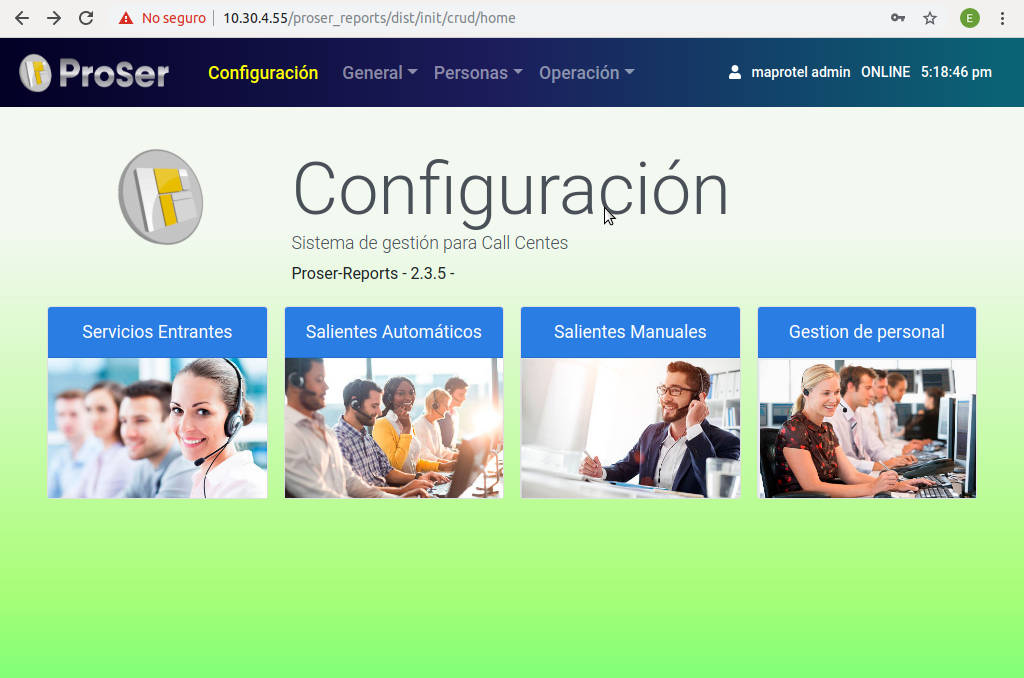 No seguro 10.30.4.55/proser_reports/dist/init/crud/home E
ProSer Configuración General Personas Operación maprotel admin ONLINE 5:18:46 pm
Configuración
Sistema de gestión para Call Centes
Proser-Reports - 2.3.5 -
Servicios Entrantes Salientes Automáticos Salientes Manuales Gestion de personal